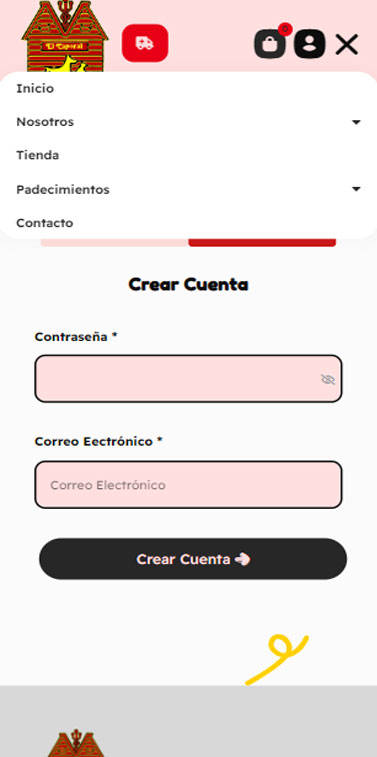 El Caporal
0
Inicio
Nosotros
Tienda
Padecimientos
Contacto
Crear Cuenta
Contraseña *
Correo Eectrónico *
Correo Electrónico
Crear Cuenta